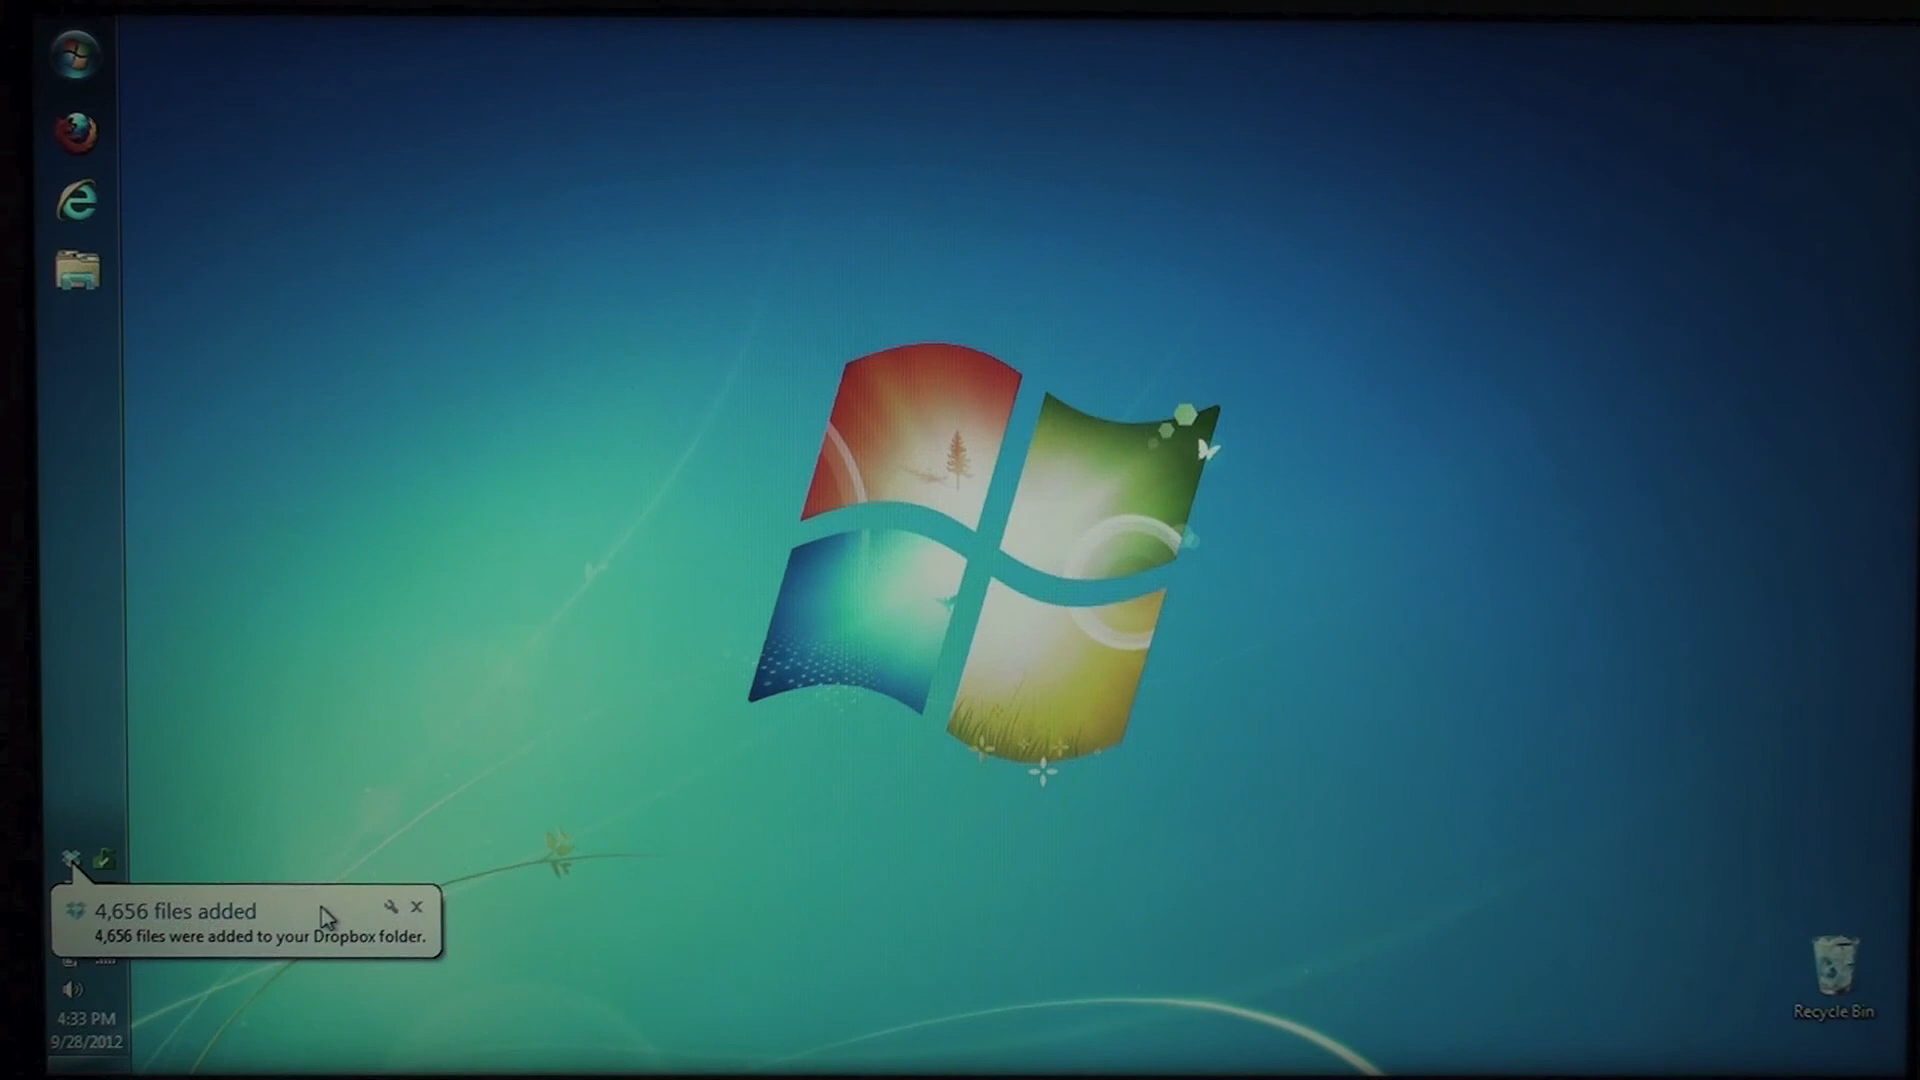 4,656 files added
4,656 files were added to your Dropbox folder.
4:33 PM
9/28/2012
Recycle Bin